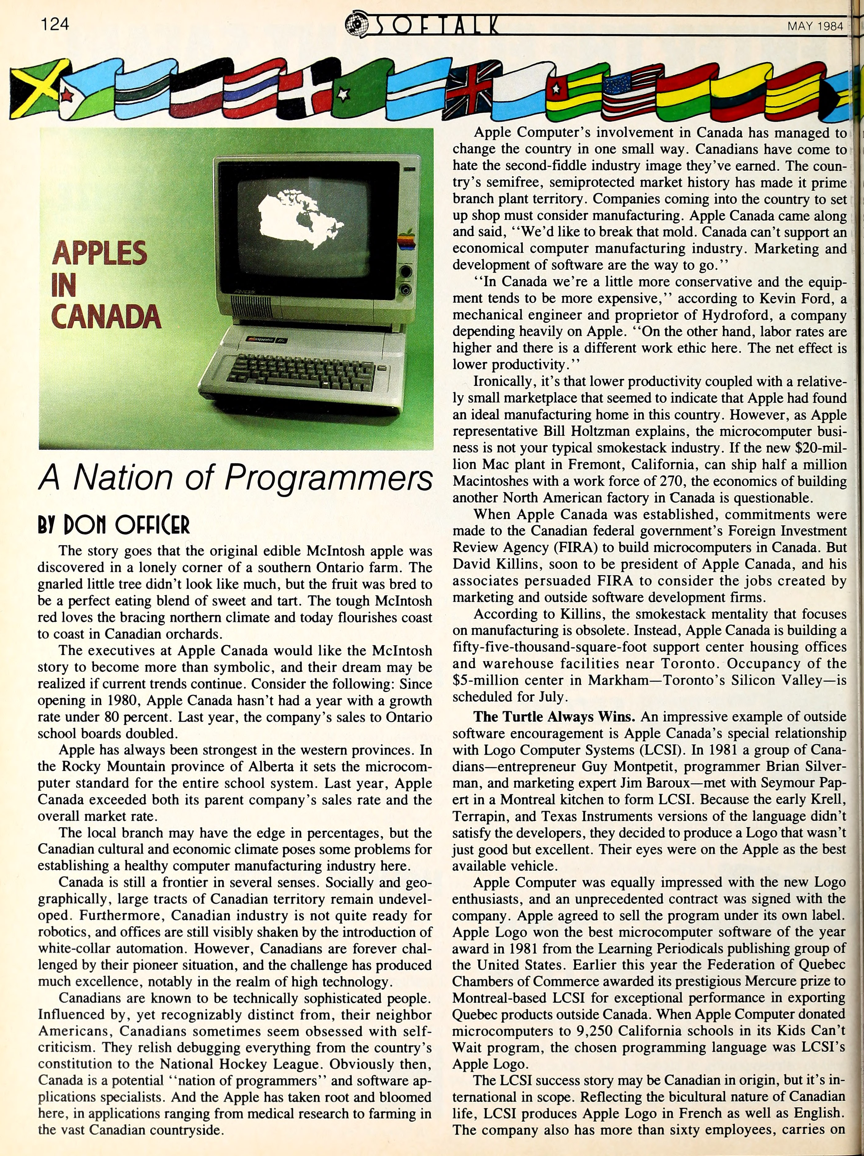 124
SOFTALK
MAY 1984
APPLES
IN
CANADA
A Nation of Programmers
BY DON OFFICER
The story goes that the original edible McIntosh apple was
discovered in a lonely corner of a southern Ontario farm. The
gnarled little tree didn't look like much, but the fruit was bred to
be a perfect eating blend of sweet and tart. The tough McIntosh
red loves the bracing northern climate and today flourishes coast
to coast in Canadian orchards.
The executives at Apple Canada would like the McIntosh
story to become more than symbolic, and their dream may be
realized if current trends continue. Consider the following: Since
opening in 1980, Apple Canada hasn't had a year with a growth
rate under 80 percent. Last year, the company's sales to Ontario
school boards doubled.
Apple has always been strongest in the western provinces. In
the Rocky Mountain province of Alberta it sets the microcom-
puter standard for the entire school system. Last year, Apple
Canada exceeded both its parent company's sales rate and the
overall market rate.
The local branch may have the edge in percentages, but the
Canadian cultural and economic climate poses some problems for
establishing a healthy computer manufacturing industry here.
Canada is still a frontier in several senses. Socially and geo-
graphically, large tracts of Canadian territory remain undevel-
oped. Furthermore, Canadian industry is not quite ready for
robotics, and offices are still visibly shaken by the introduction of
white-collar automation. However, Canadians are forever chal-
lenged by their pioneer situation, and the challenge has produced
much excellence, notably in the realm of high technology.
Canadians are known to be technically sophisticated people.
Influenced by, yet recognizably distinct from, their neighbor
Americans, Canadians sometimes seem obsessed with self-
criticism. They relish debugging everything from the country's
constitution to the National Hockey League. Obviously then,
Canada is a potential "nation of programmers" and software ap-
plications specialists. And the Apple has taken root and bloomed
here, in applications ranging from medical research to farming in
the vast Canadian countryside.
Apple Computer's involvement in Canada has managed to
change the country in one small way. Canadians have come to
hate the second-fiddle industry image they've earned. The coun-
try's semifree, semiprotected market history has made it prime
branch plant territory. Companies coming into the country to set
up shop must consider manufacturing. Apple Canada came along
and said, "We'd like to break that mold. Canada can't support an
economical computer manufacturing industry. Marketing and
development of software are the way to go."
"In Canada we're a little more conservative and the equip-
ment tends to be more expensive," according to Kevin Ford, a
mechanical engineer and proprietor of Hydroford, a company
depending heavily on Apple. "On the other hand, labor rates are
higher and there is a different work ethic here. The net effect is
lower productivity."
Ironically, it's that lower productivity coupled with a relative-
ly small marketplace that seemed to indicate that Apple had found
an ideal manufacturing home in this country. However, as Apple
representative Bill Holtzman explains, the microcomputer busi-
ness is not your typical smokestack industry. If the new $20-mil-
lion Mac plant in Fremont, California, can ship half a million
Macintoshes with a work force of 270, the economics of building
another North American factory in Canada is questionable.
When Apple Canada was established, commitments were
made to the Canadian federal government's Foreign Investment
Review Agency (FIRA) to build microcomputers in Canada. But
David Killins, soon to be president of Apple Canada, and his
associates persuaded FIRA to consider the jobs created by
marketing and outside software development firms.
According to Killins, the smokestack mentality that focuses
on manufacturing is obsolete. Instead, Apple Canada is building a
fifty-five-thousand-square-foot support center housing offices
and warehouse facilities near Toronto. Occupancy of the
$5-million center in Markham—Toronto's Silicon Valley—is
scheduled for July.
The Turtle Always Wins. An impressive example of outside
software encouragement is Apple Canada's special relationship
with Logo Computer Systems (LCSI). In 1981 a group of Cana-
dians—entrepreneur Guy Montpetit, programmer Brian Silver-
man, and marketing expert Jim Baroux—met with Seymour Pap-
ert in a Montreal kitchen to form LCSI. Because the early Krell,
Terrapin, and Texas Instruments versions of the language didn't
satisfy the developers, they decided to produce a Logo that wasn't
just good but excellent. Their eyes were on the Apple as the best
available vehicle.
Apple Computer was equally impressed with the new Logo
enthusiasts, and an unprecedented contract was signed with the
company. Apple agreed to sell the program under its own label.
Apple Logo won the best microcomputer software of the year
award in 1981 from the Learning Periodicals publishing group of
the United States. Earlier this year the Federation of Quebec
Chambers of Commerce awarded its prestigious Mercure prize to
Montreal-based LCSI for exceptional performance in exporting
Quebec products outside Canada. When Apple Computer donated
microcomputers to 9,250 California schools in its Kids Can't
Wait program, the chosen programming language was LCSI's
Apple Logo.
The LCSI success story may be Canadian in origin, but it's in-
ternational in scope. Reflecting the bicultural nature of Canadian
life, LCSI produces Apple Logo in French as well as English.
The company also has more than sixty employees, carries on